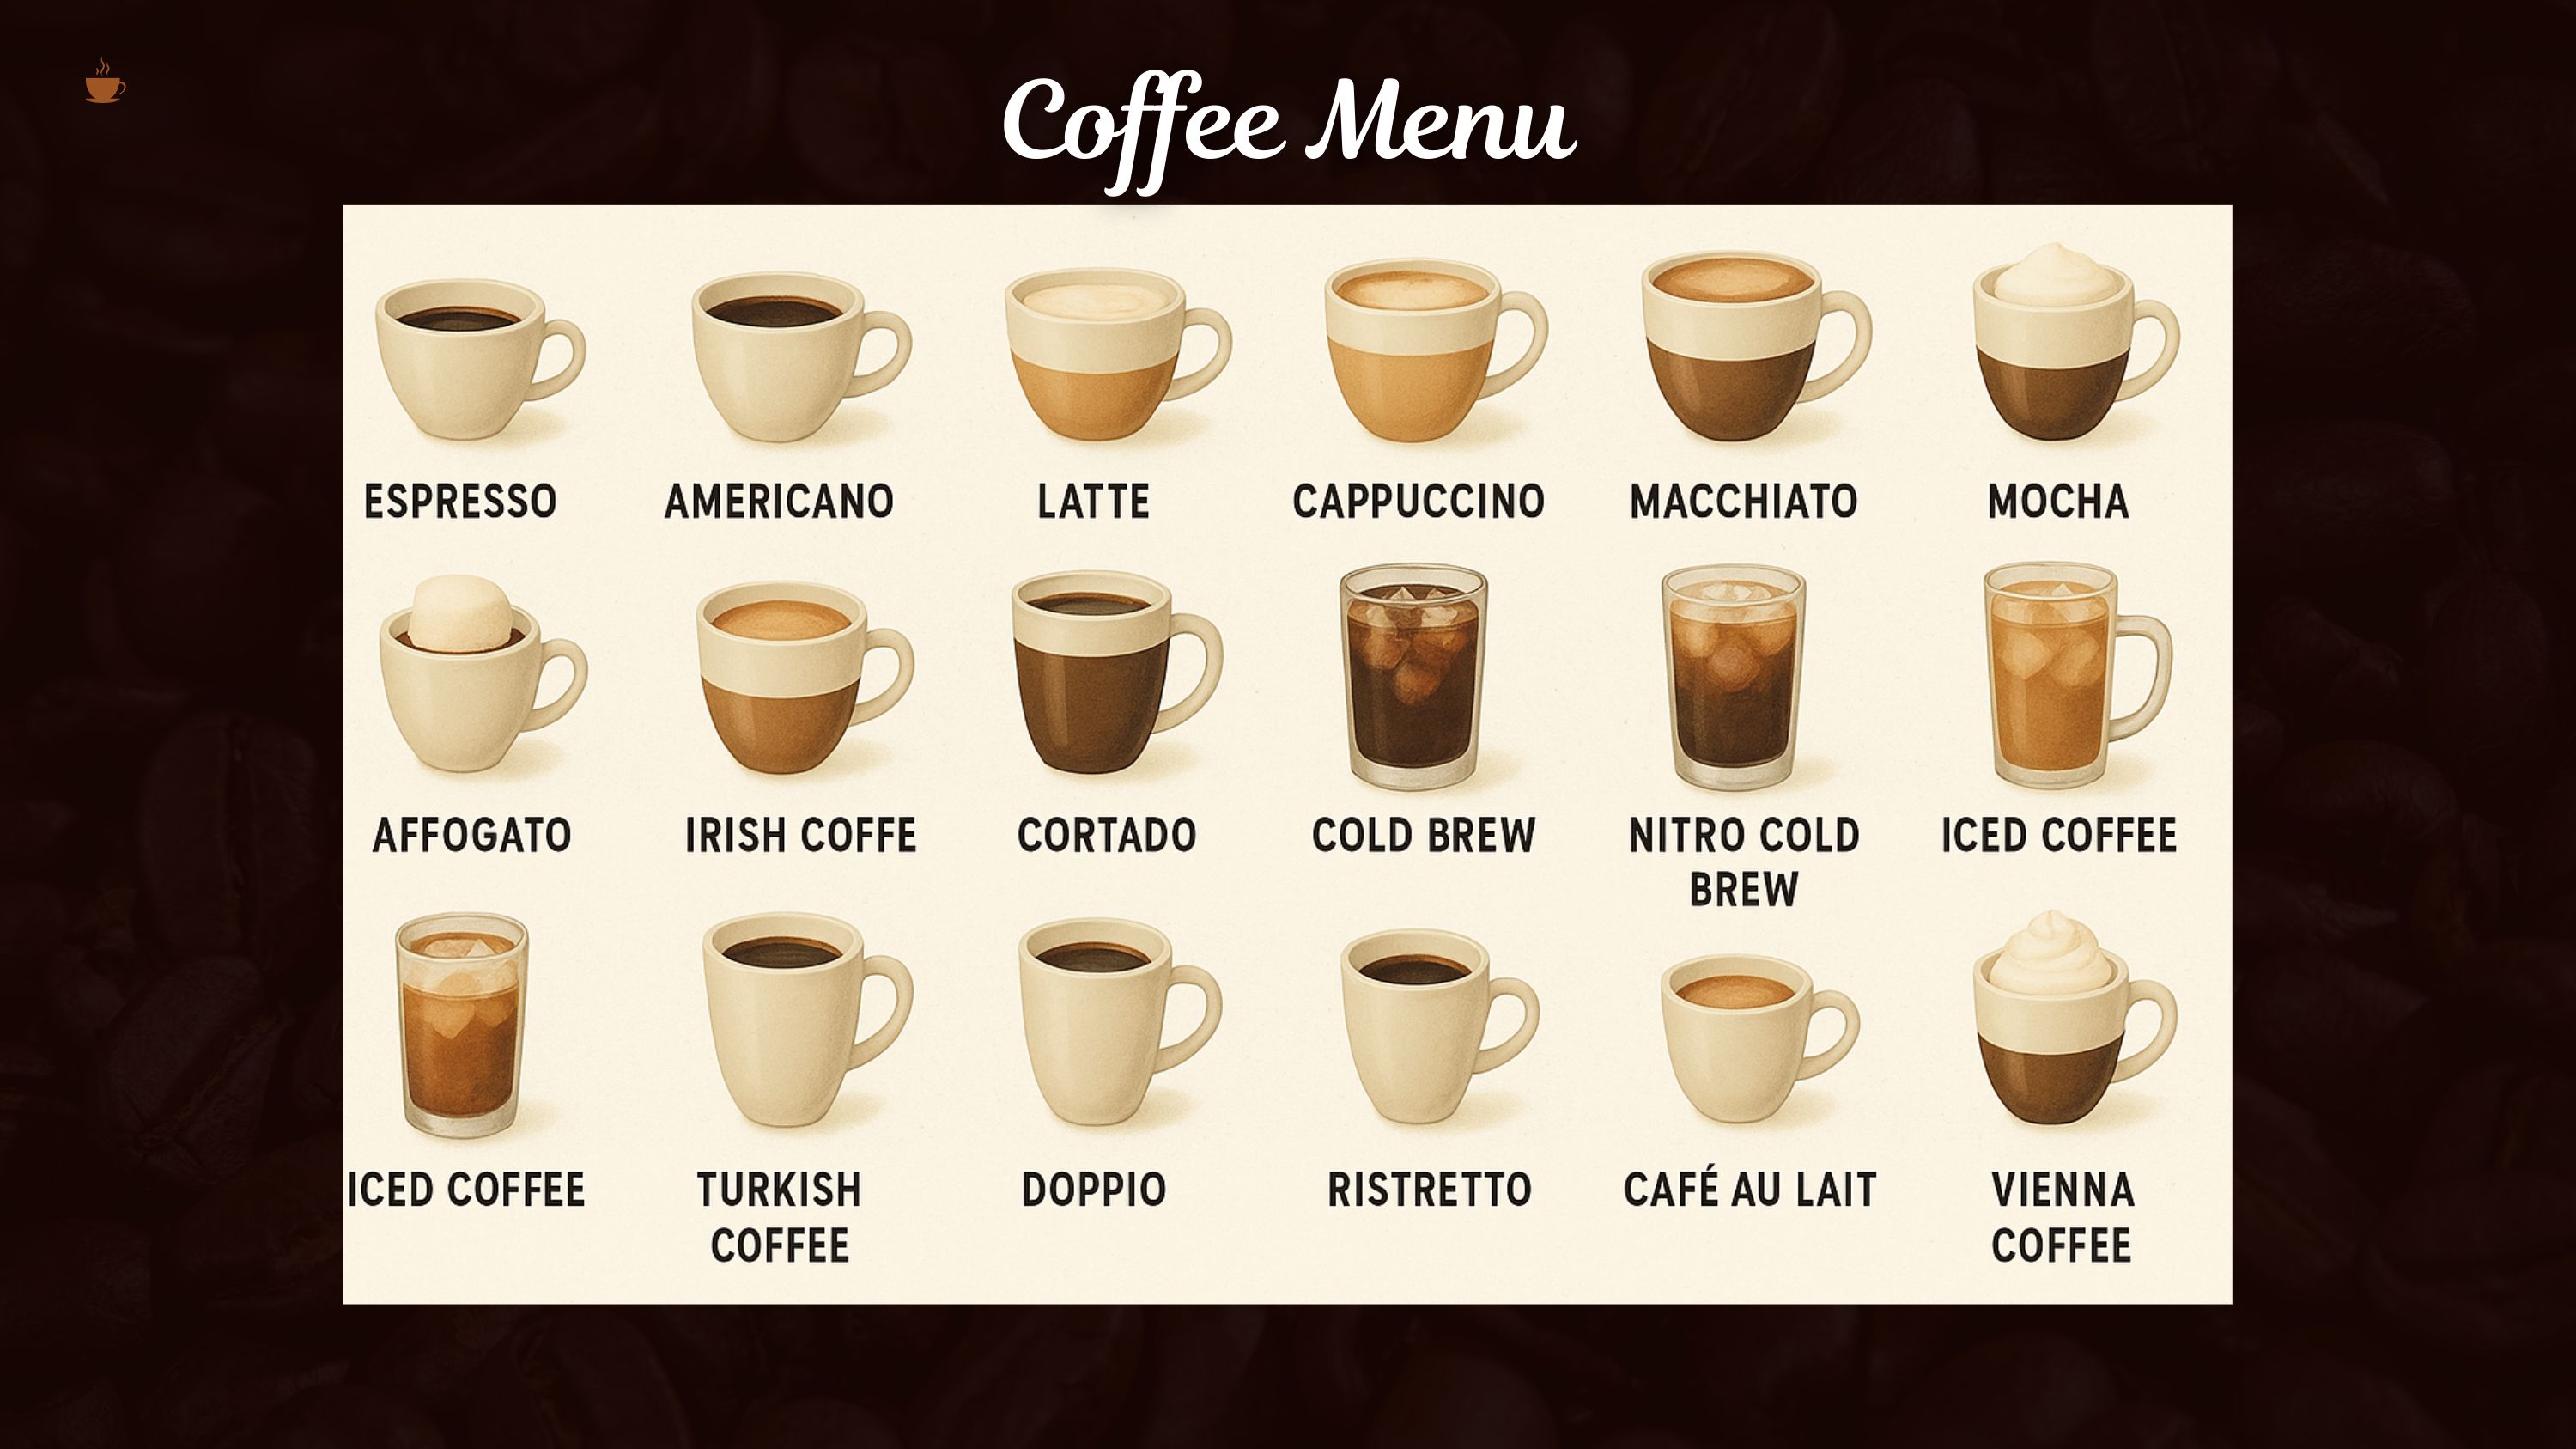 Coffee Menu
ESPRESSO
AMERICANO
LATTE
CAPPUCCINO
MACCHIATO
MOCHA
AFFOGATO
IRISH COFFE
CORTADO
COLD BREW
NITRO COLD
BREW
ICED COFFEE
ICED COFFEE
TURKISH
COFFEE
DOPPIO
RISTRETTO
CAFÉ AU LAIT
VIENNA
COFFEE